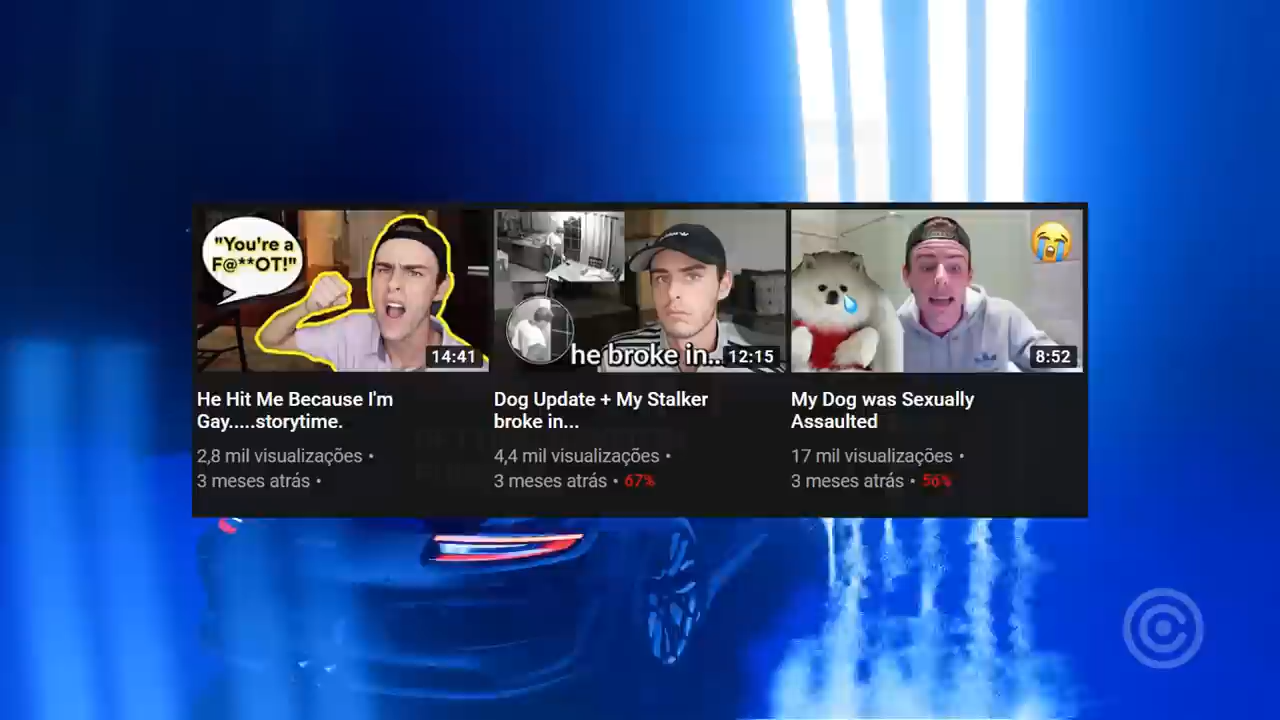 "You're a
F@**OT!"
14:41
he broke in...
12:15
8:52
He Hit Me Because I'm
Gay.....storytime.
2,8 mil visualizações •
3 meses atrás •
Dog Update + My Stalker
broke in...
4,4 mil visualizações •
3 meses atrás • 67%
My Dog was Sexually
Assaulted
17 mil visualizações •
3 meses atrás • 56%